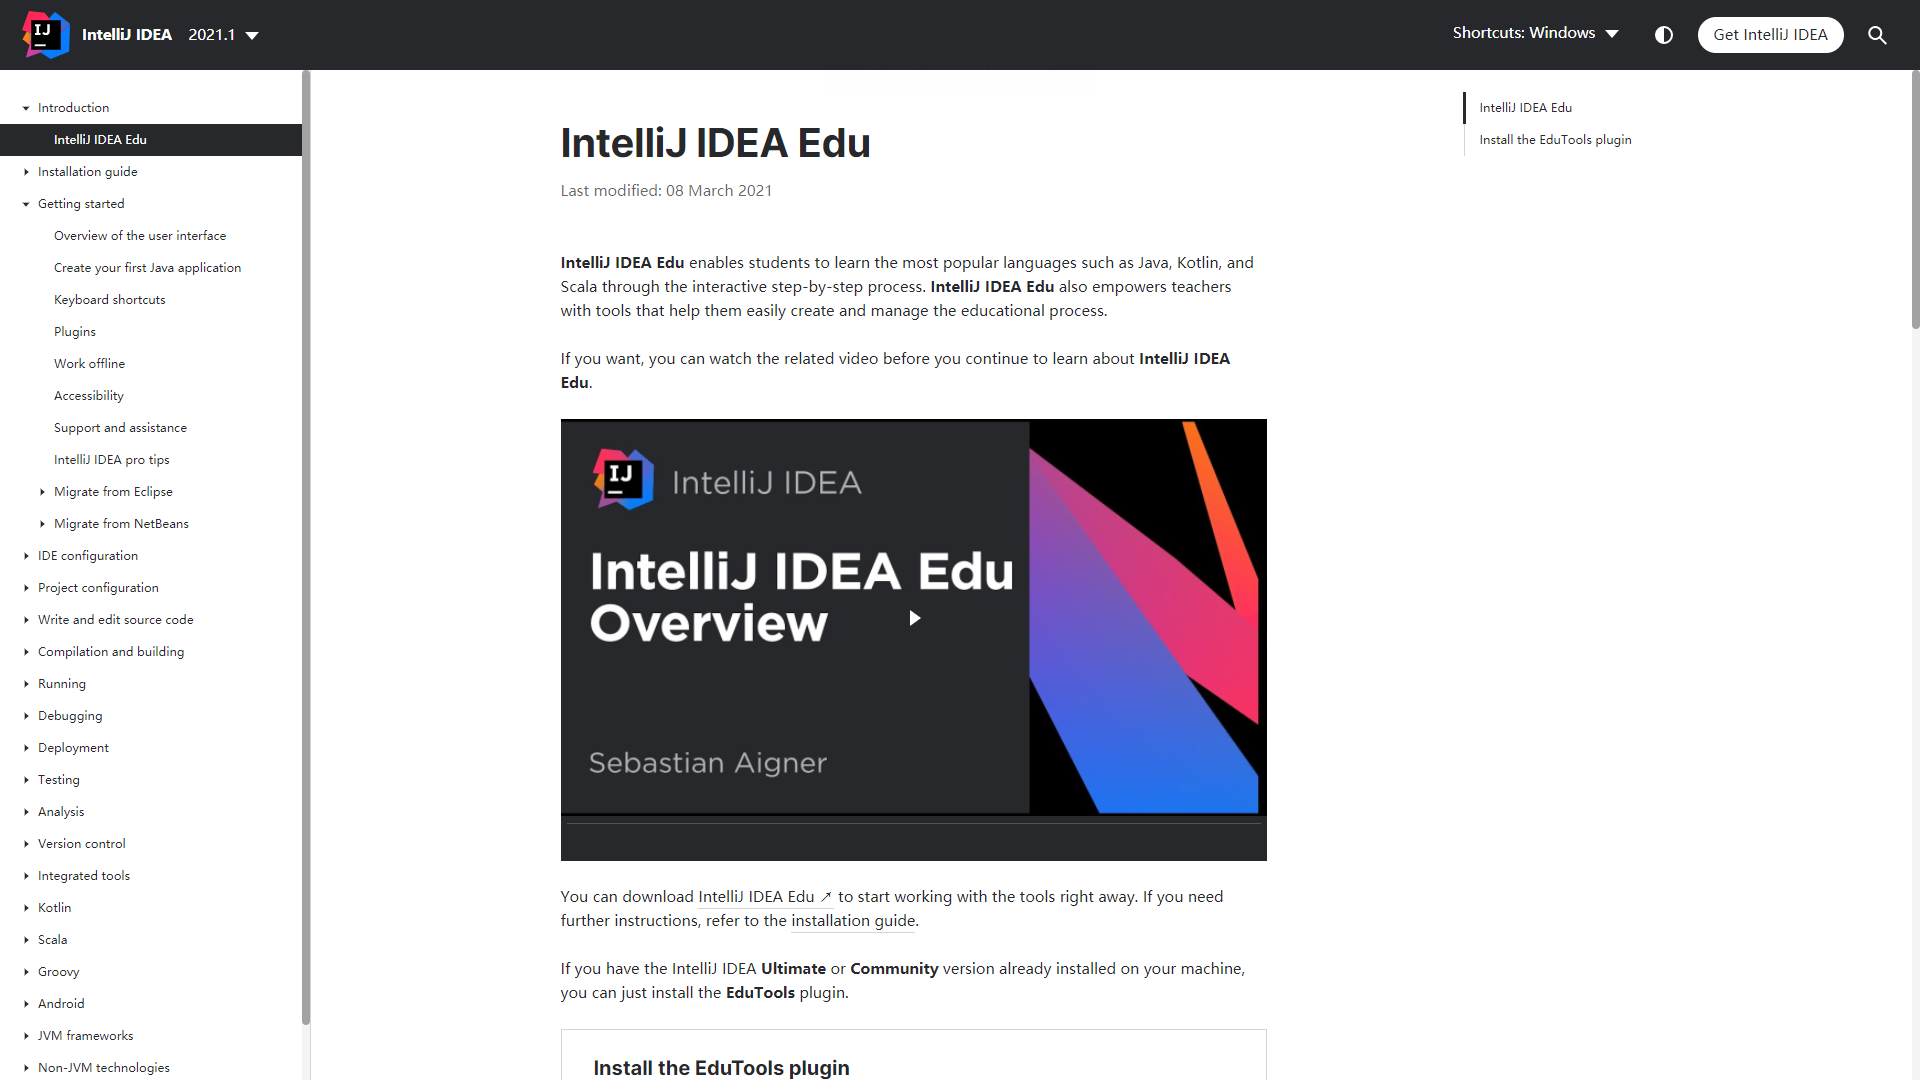 IJ
IntelliJ IDEA
2021.1
Shortcuts: Windows
Get IntelliJ IDEA
Introduction
IntelliJ IDEA Edu
Installation guide
Getting started
Overview of the user interface
Create your first Java application
Keyboard shortcuts
Plugins
Work offline
Accessibility
Support and assistance
IntelliJ IDEA pro tips
Migrate from Eclipse
Migrate from NetBeans
IDE configuration
Project configuration
Write and edit source code
Compilation and building
Running
Debugging
Deployment
Testing
Analysis
Version control
Integrated tools
Kotlin
Scala
Groovy
Android
JVM frameworks
Non-JVM technologies
IntelliJ IDEA Edu
Last modified: 08 March 2021
IntelliJ IDEA Edu enables students to learn the most popular languages such as Java, Kotlin, and
Scala through the interactive step-by-step process. IntelliJ IDEA Edu also empowers teachers
with tools that help them easily create and manage the educational process.
If you want, you can watch the related video before you continue to learn about IntelliJ IDEA
Edu.
IJ
IntelliJ IDEA
IntelliJ IDEA Edu
Overview
Sebastian Aigner
You can download IntelliJ IDEA Edu ↗ to start working with the tools right away. If you need
further instructions, refer to the installation guide.
If you have the IntelliJ IDEA Ultimate or Community version already installed on your machine,
you can just install the EduTools plugin.
Install the EduTools plugin
IntelliJ IDEA Edu
Install the EduTools plugin